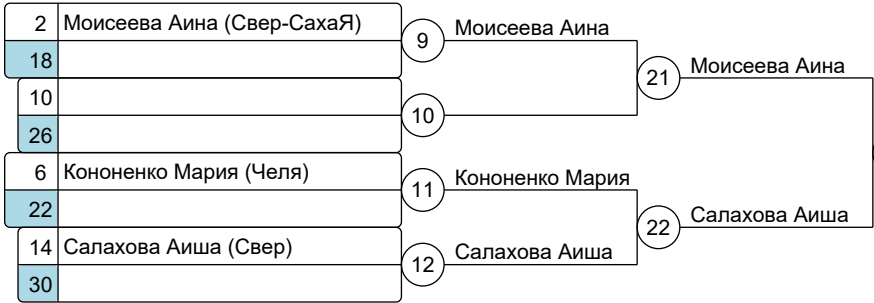 2 Моисеева Аина (Свер-СахаЯ)
18
10
26
6 Кононенко Мария (Челя)
22
14 Салахова Аиша (Свер)
30
9 Моисеева Аина
10
11 Кононенко Мария
12 Салахова Аиша
21 Моисеева Аина
22 Салахова Аиша